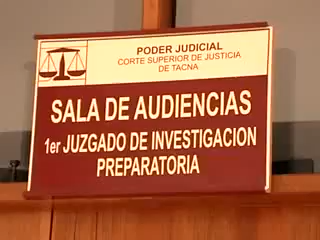 PODER JUDICIAL
CORTE SUPERIOR DE JUSTICIA
DE TACNA
SALA DE AUDIENCIAS
1er JUZGADO DE INVESTIGACION
PREPARATORIA